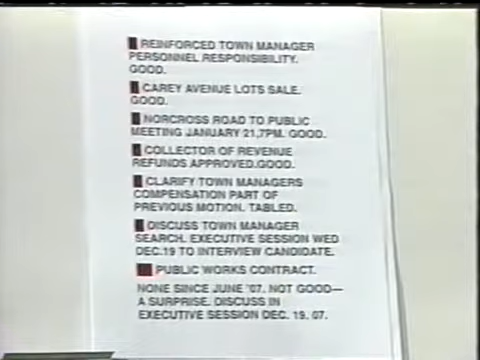 REINFORCED TOWN MANAGER
PERSONNEL RESPONSIBILITY.
GOOD.
CAREY AVENUE LOTS SALE.
GOOD.
NORCROSS ROAD TO PUBLIC
MEETING JANUARY 21,7PM. GOOD.
COLLECTOR OF REVENUE
REFUNDS APPROVED.GOOD.
CLARIFY TOWN MANAGERS
COMPENSATION PART OF
PREVIOUS MOTION. TABLED.
DISCUSS TOWN MANAGER
SEARCH. EXECUTIVE SESSION WED
DEC.19 TO INTERVIEW CANDIDATE.
PUBLIC WORKS CONTRACT.
NONE SINCE JUNE '07. NOT GOOD—
A SURPRISE. DISCUSS IN
EXECUTIVE SESSION DEC. 19. 07.